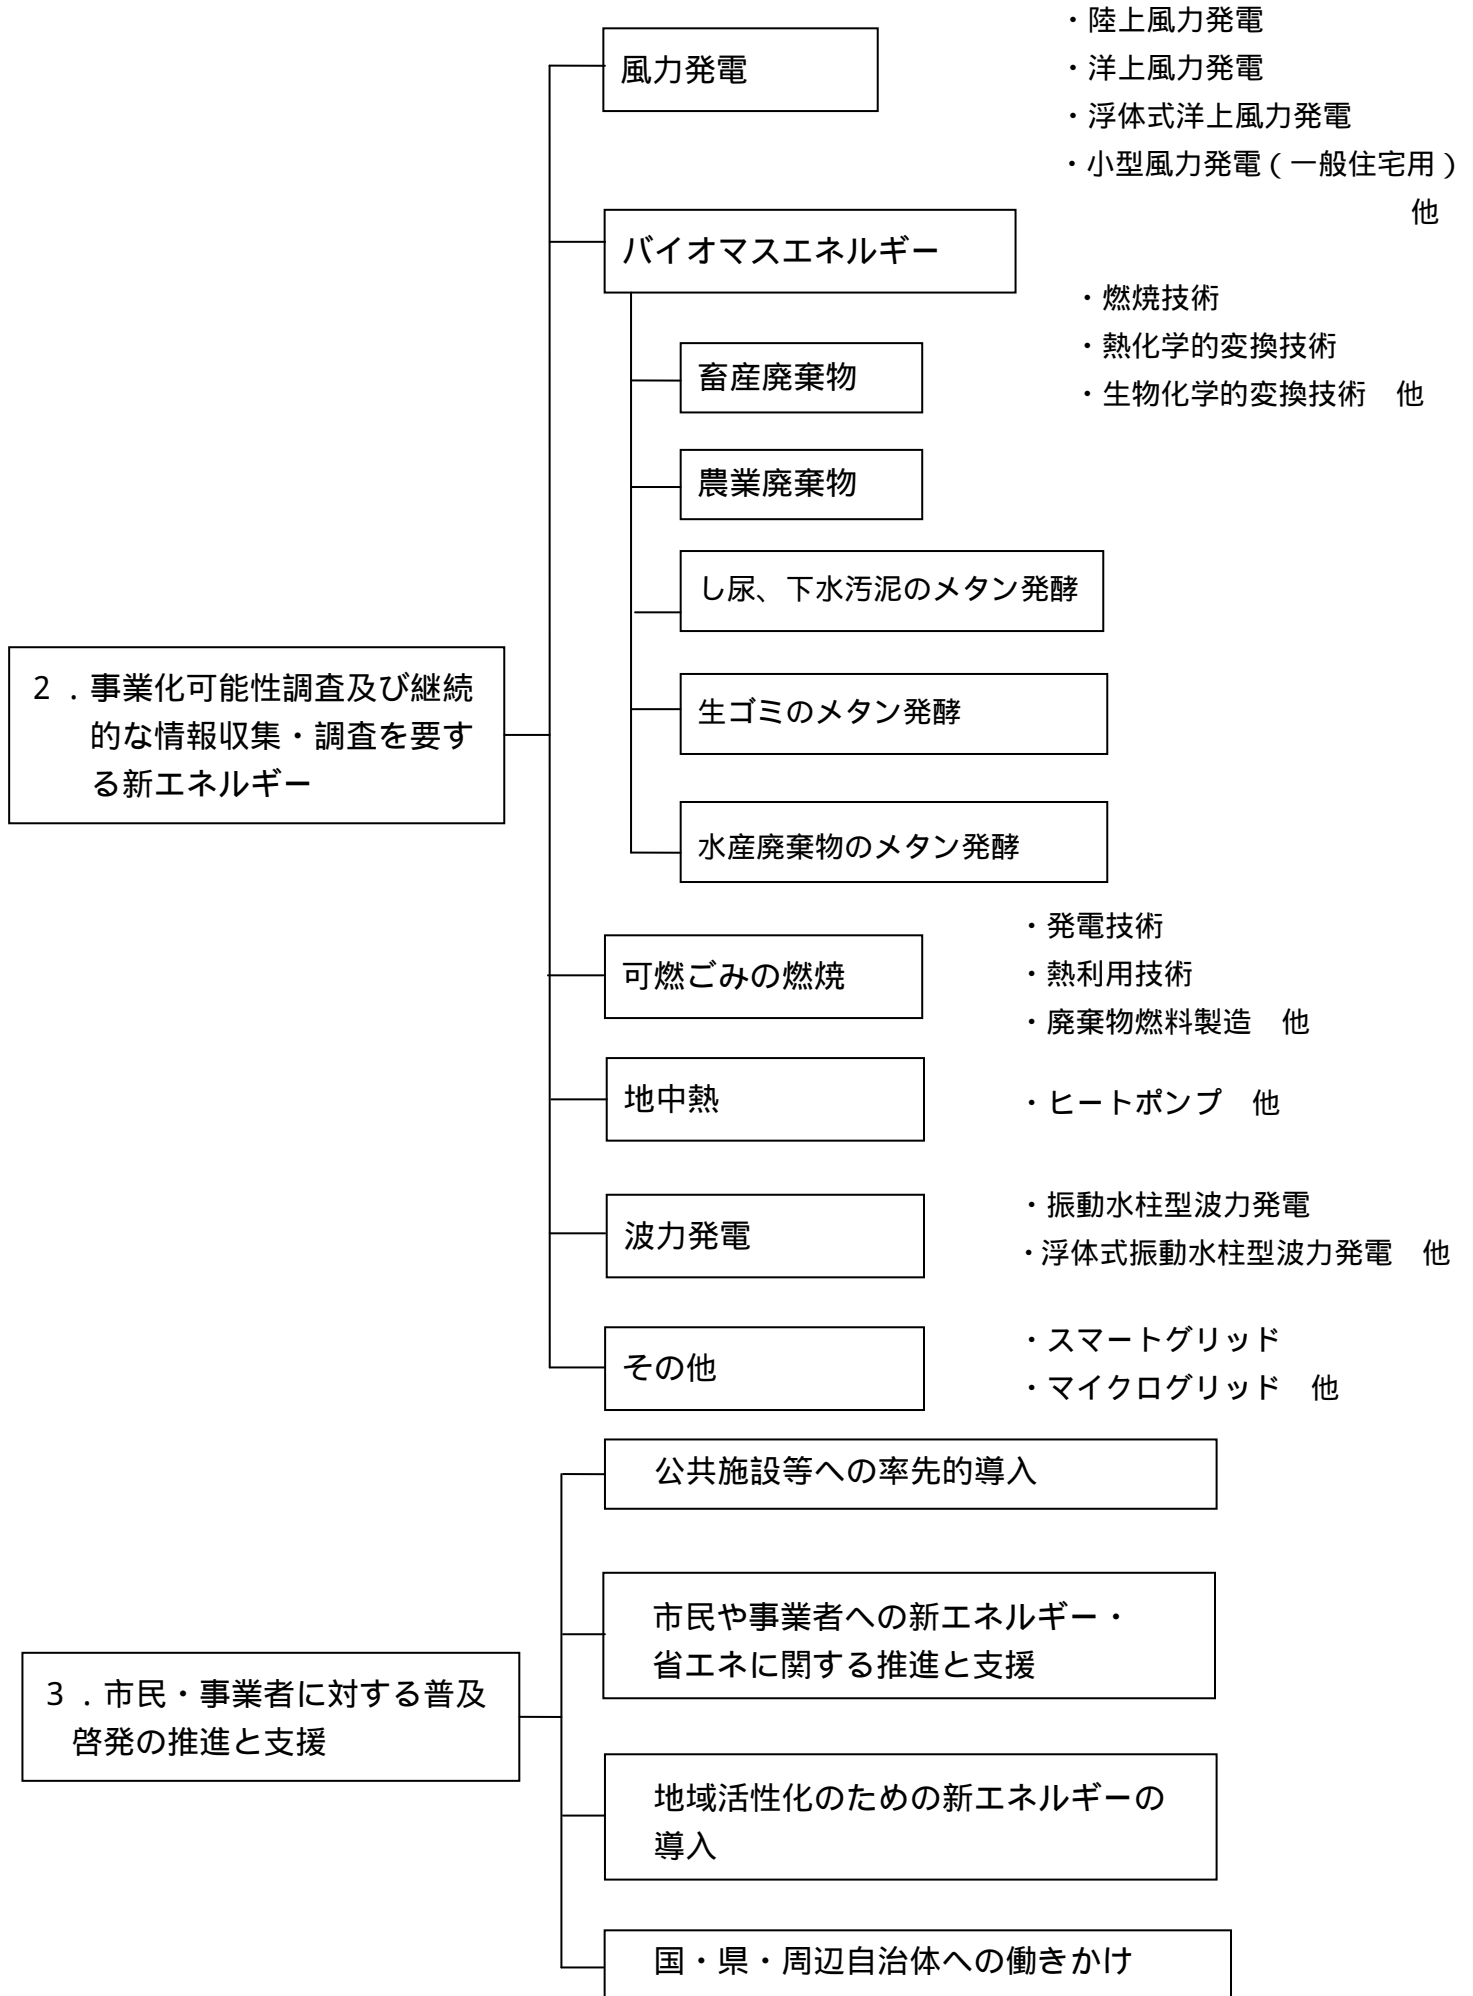 ・陸上風力発電
風力発電
・洋上風力発電
・浮体式洋上風力発電
・小型風力発電（一般住宅用）
他
バイオマスエネルギー
・燃焼技術
・熱化学的変換技術
・生物化学的変換技術　他
畜産廃棄物
農業廃棄物
し尿、下水汚泥のメタン発酵
生ゴミのメタン発酵
水産廃棄物のメタン発酵
２．事業化可能性調査及び継続
的な情報収集・調査を要す
る新エネルギー
可燃ごみの燃焼
・発電技術
・熱利用技術
・廃棄物燃料製造　他
地中熱
・ヒートポンプ　他
波力発電
・振動水柱型波力発電
・浮体式振動水柱型波力発電　他
その他
・スマートグリッド
・マイクログリッド　他
３．市民・事業者に対する普及
啓発の推進と支援
公共施設等への率先的導入
市民や事業者への新エネルギー・
省エネに関する推進と支援
地域活性化のための新エネルギーの
導入
国・県・周辺自治体への働きかけ